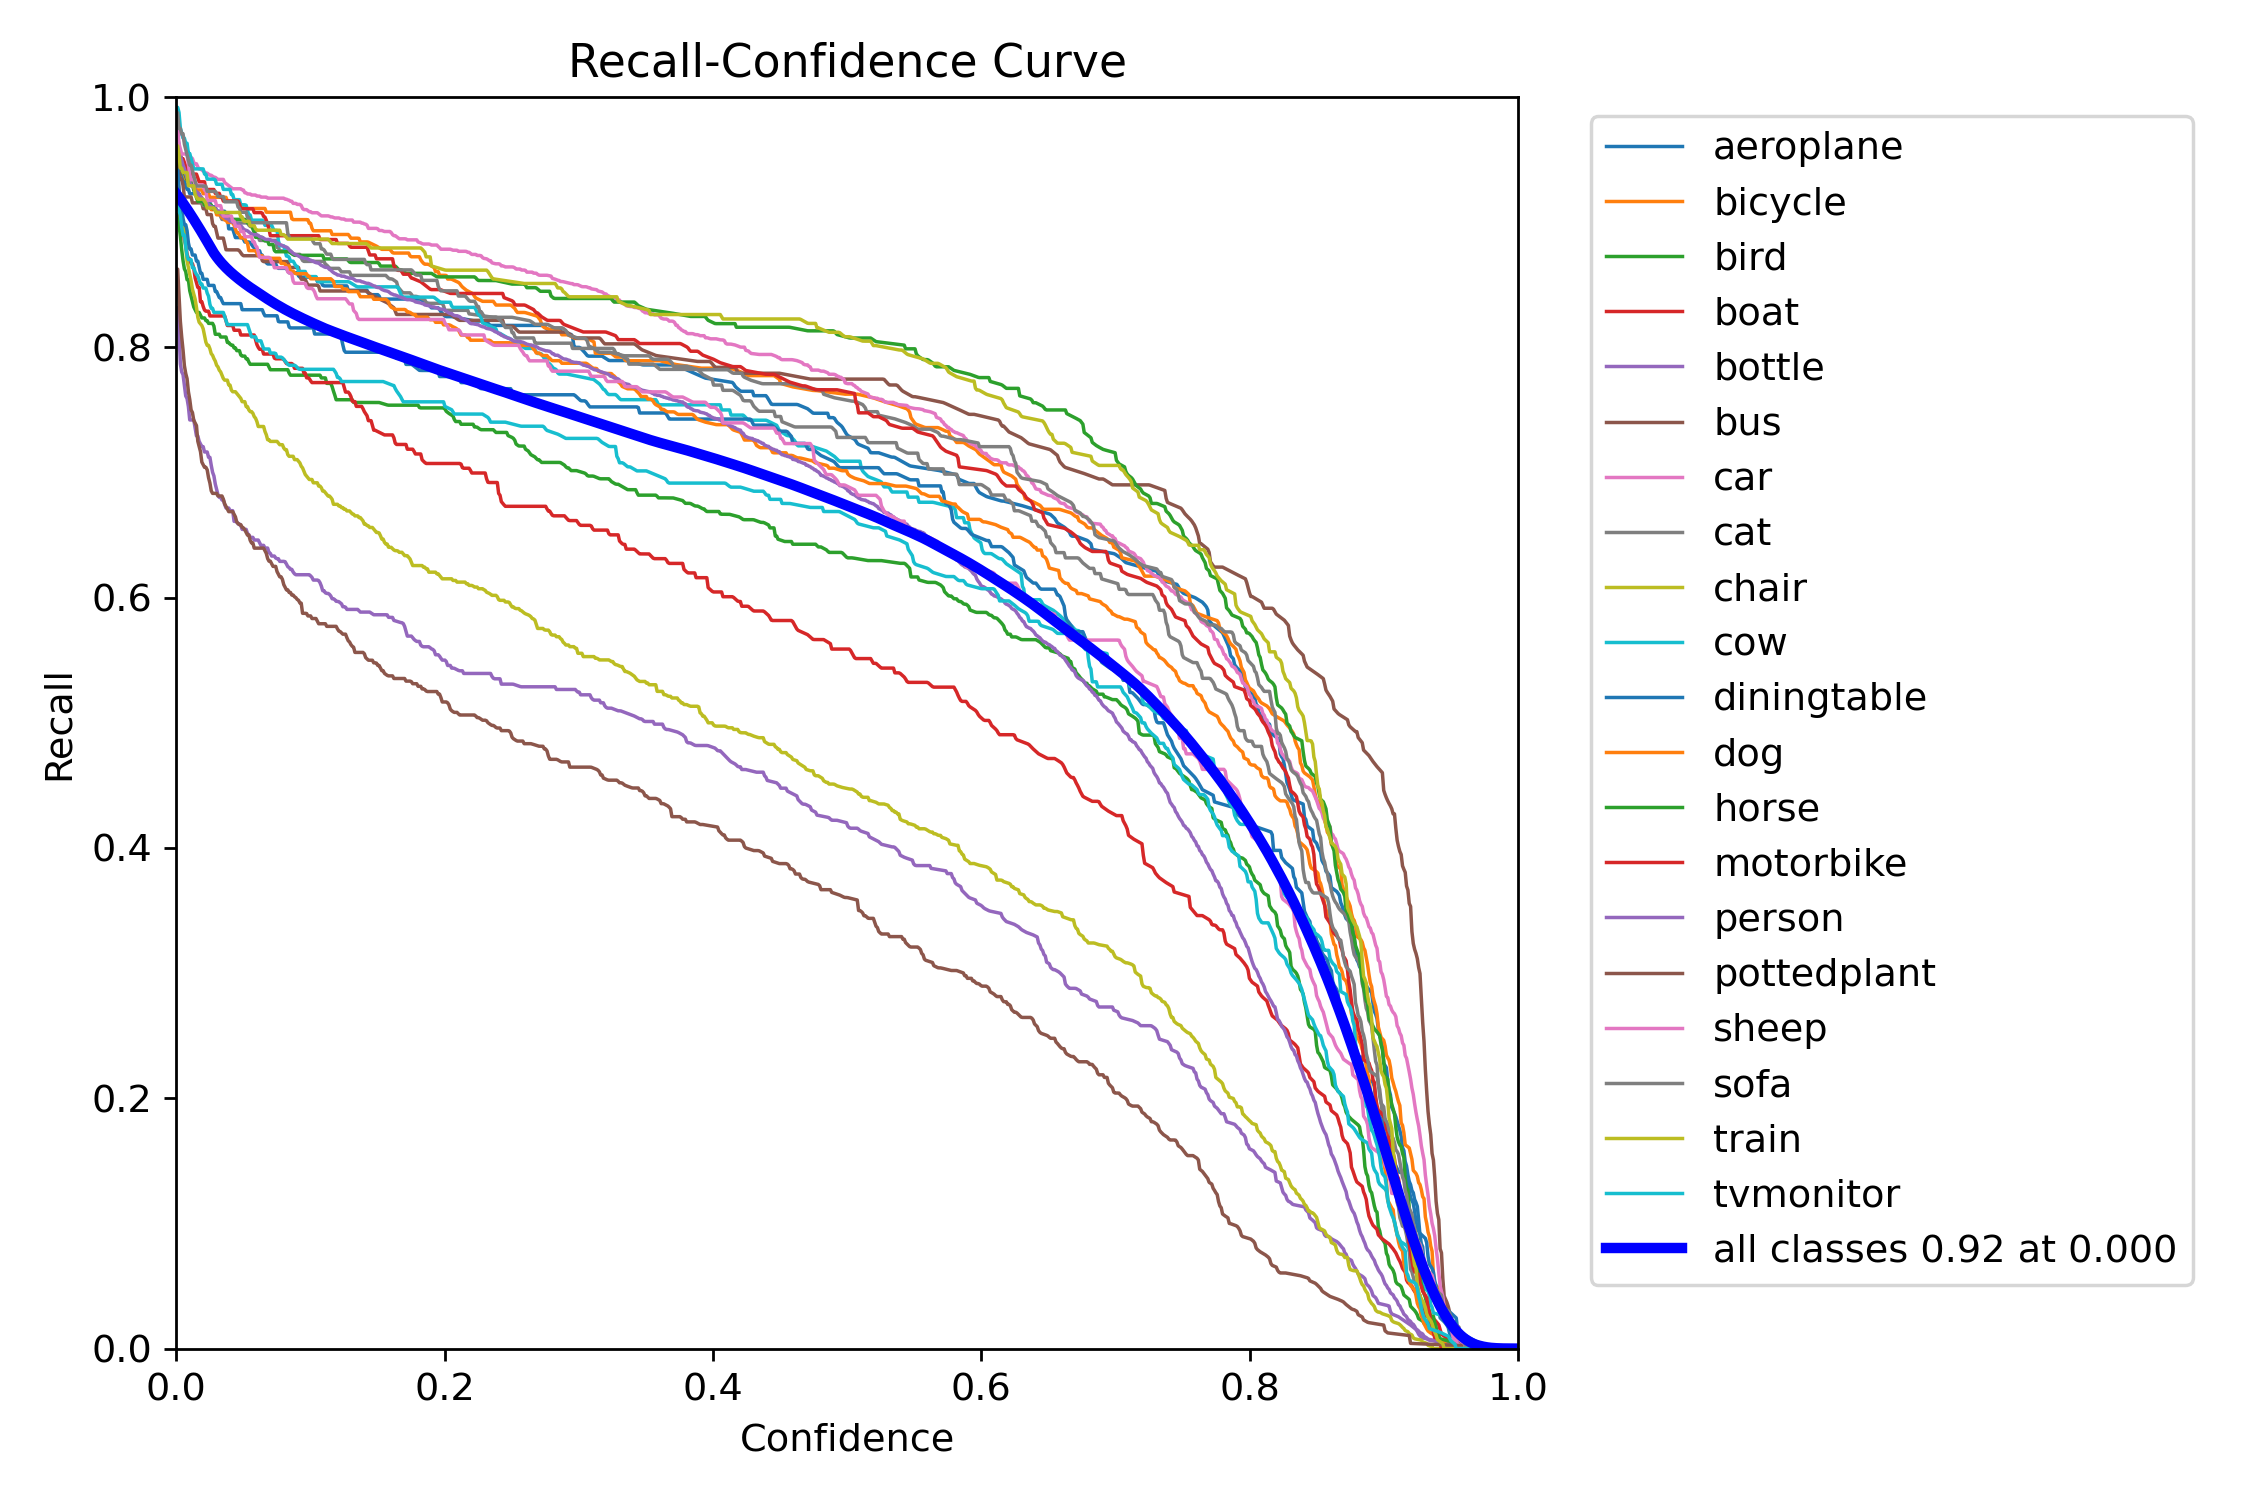 Recall-Confidence Curve
1.0
0.8
0.6
0.4
0.2
0.0
Recall
0.0 0.2 0.4 0.6 0.8 1.0
Confidence
aeroplane
bicycle
bird
boat
bottle
bus
car
cat
chair
cow
diningtable
dog
horse
motorbike
person
pottedplant
sheep
sofa
train
tvmonitor
all classes 0.92 at 0.000